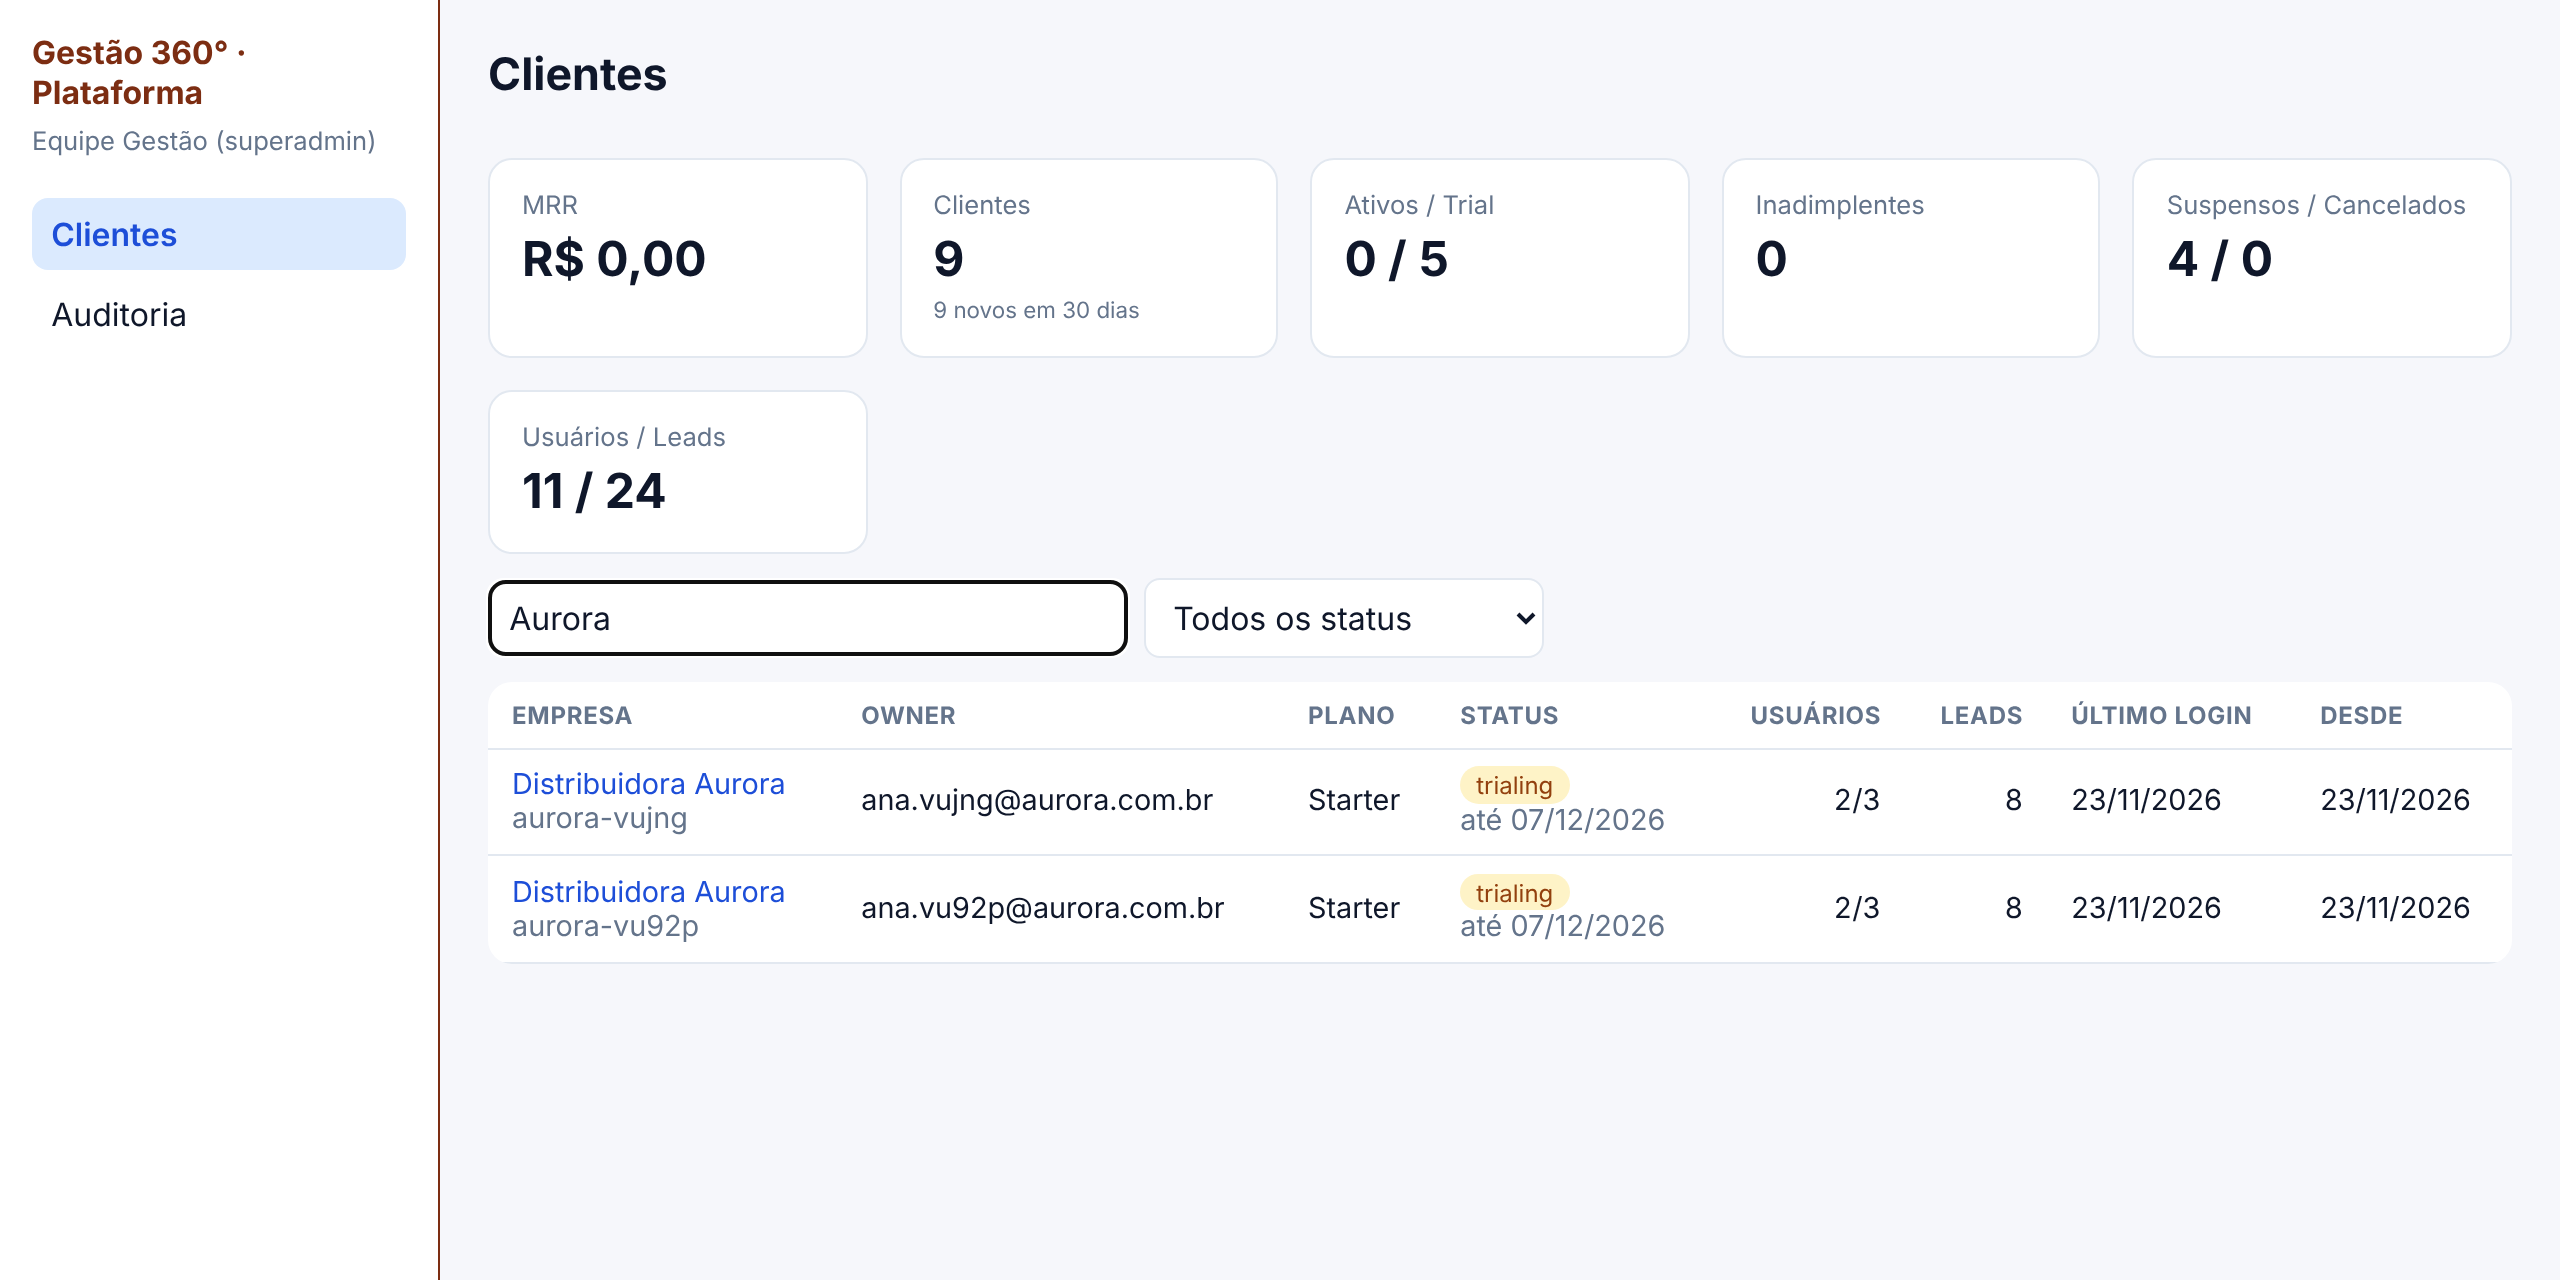 Gestão 360° ·
Plataforma
Equipe Gestão (superadmin)
Clientes
Auditoria
Clientes
MRR
R$ 0,00
Clientes
9
9 novos em 30 dias
Ativos / Trial
0 / 5
Inadimplentes
0
Suspensos / Cancelados
4 / 0
Usuários / Leads
11 / 24
Aurora
Todos os status
EMPRESA OWNER PLANO STATUS USUÁRIOS LEADS ÚLTIMO LOGIN DESDE
Distribuidora Aurora
aurora-vujng
ana.vujng@aurora.com.br
Starter
trialing
até 07/12/2026
2/3
8
23/11/2026
23/11/2026
Distribuidora Aurora
aurora-vu92p
ana.vu92p@aurora.com.br
Starter
trialing
até 07/12/2026
2/3
8
23/11/2026
23/11/2026